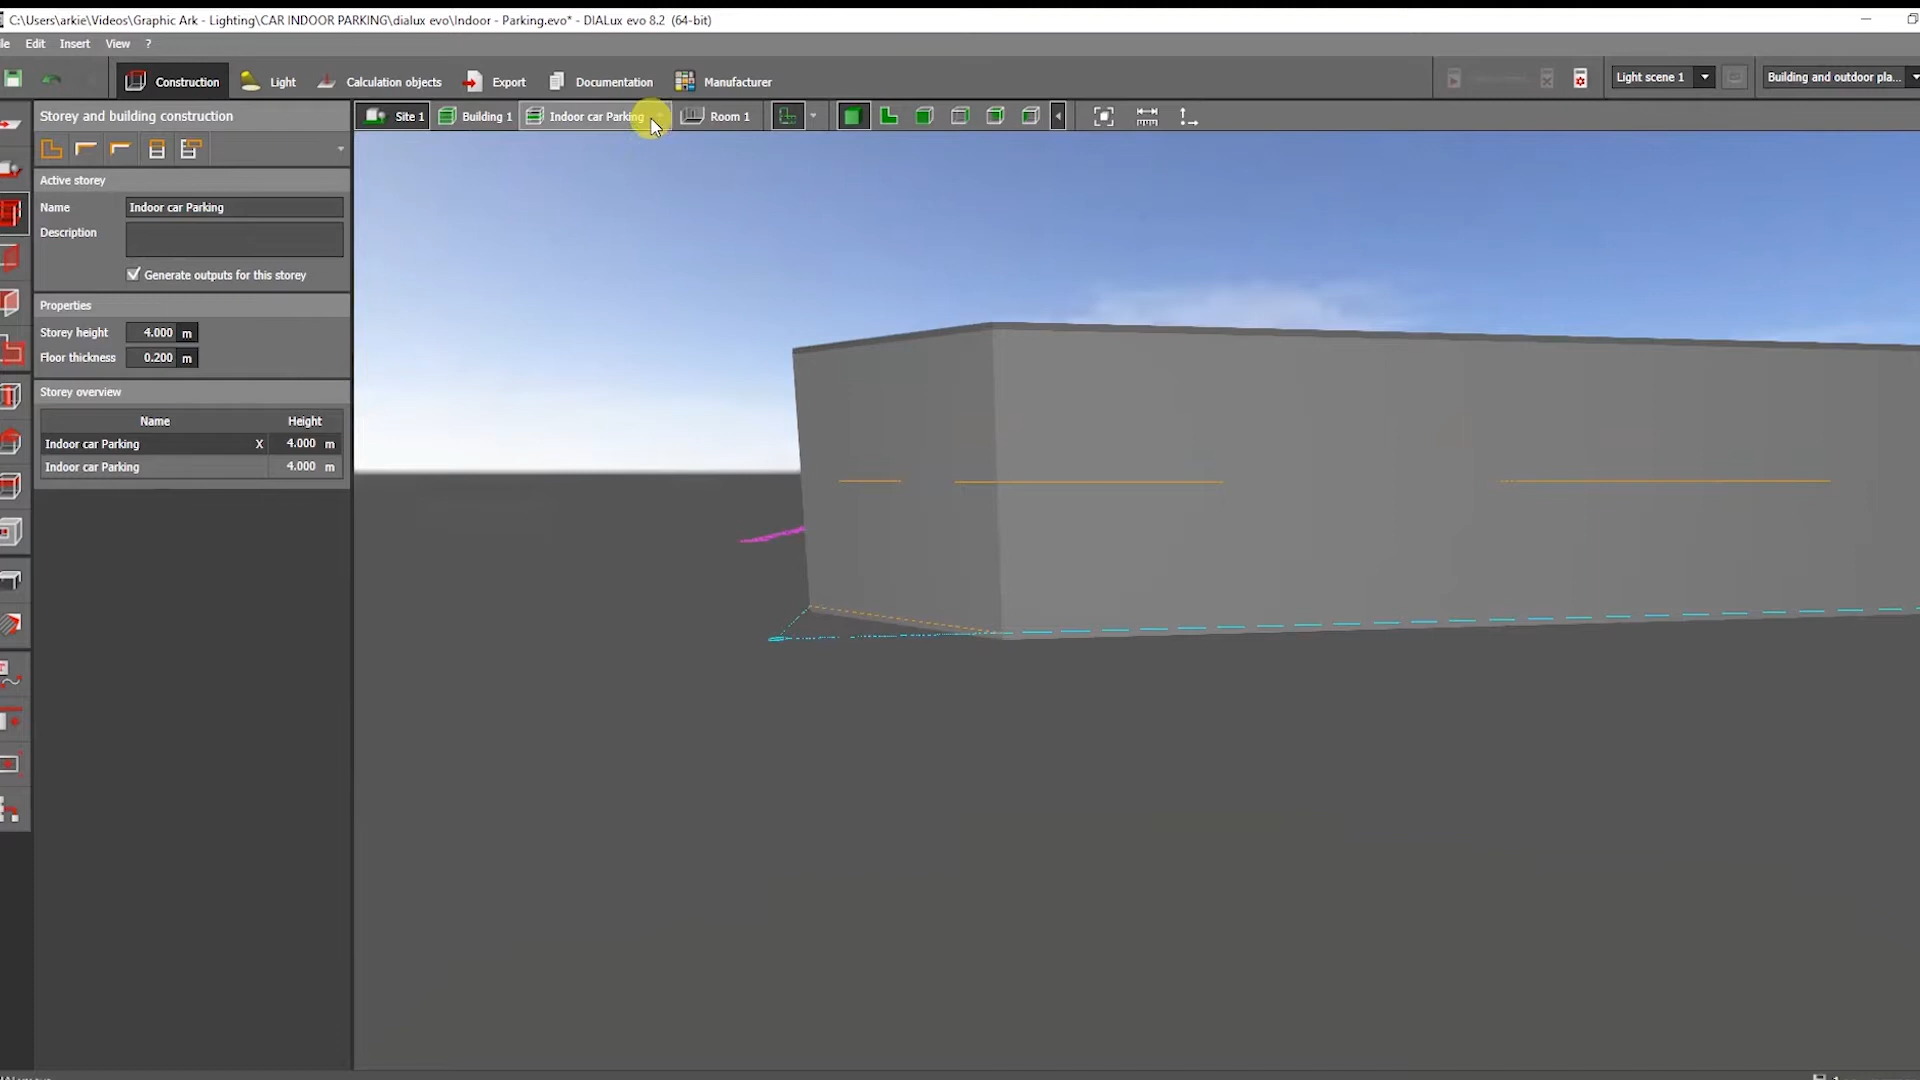 C:\Users\arkie\Videos\Graphic Ark - Lighting\CAR INDOOR PARKING\dialux evo\Indoor - Parking.evo* - DIALux evo 8.2 (64-bit)
Edit Insert View ?
Construction Light Calculation objects Export Documentation Manufacturer Light scene 1 Building and outdoor pla...
Storey and building construction Site 1 Building 1 Indoor car Parking Room 1
Active storey
Name Indoor car Parking
Description
Generate outputs for this storey
Properties
Storey height 4.000 m
Floor thickness 0.200 m
Storey overview
Name Height
Indoor car Parking X 4.000 m
Indoor car Parking 4.000 m